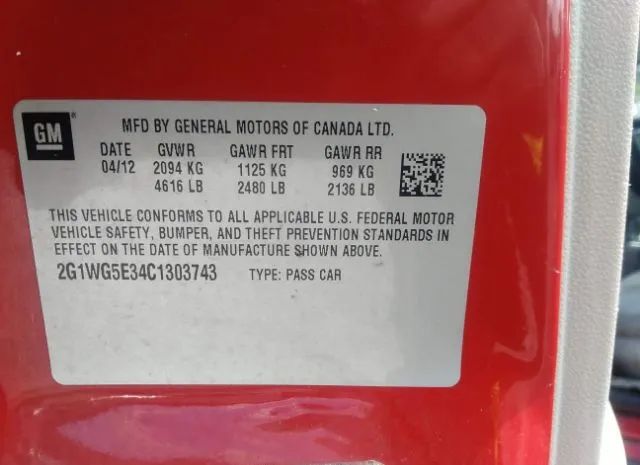 GM
MFD BY GENERAL MOTORS OF CANADA LTD.
DATE GVWR GAWR FRT GAWR RR
04/12 2094 KG 1125 KG 969 KG
4616 LB 2480 LB 2136 LB
THIS VEHICLE CONFORMS TO ALL APPLICABLE U.S. FEDERAL MOTOR
VEHICLE SAFETY, BUMPER, AND THEFT PREVENTION STANDARDS IN
EFFECT ON THE DATE OF MANUFACTURE SHOWN ABOVE.
2G1WG5E34C1303743 TYPE: PASS CAR